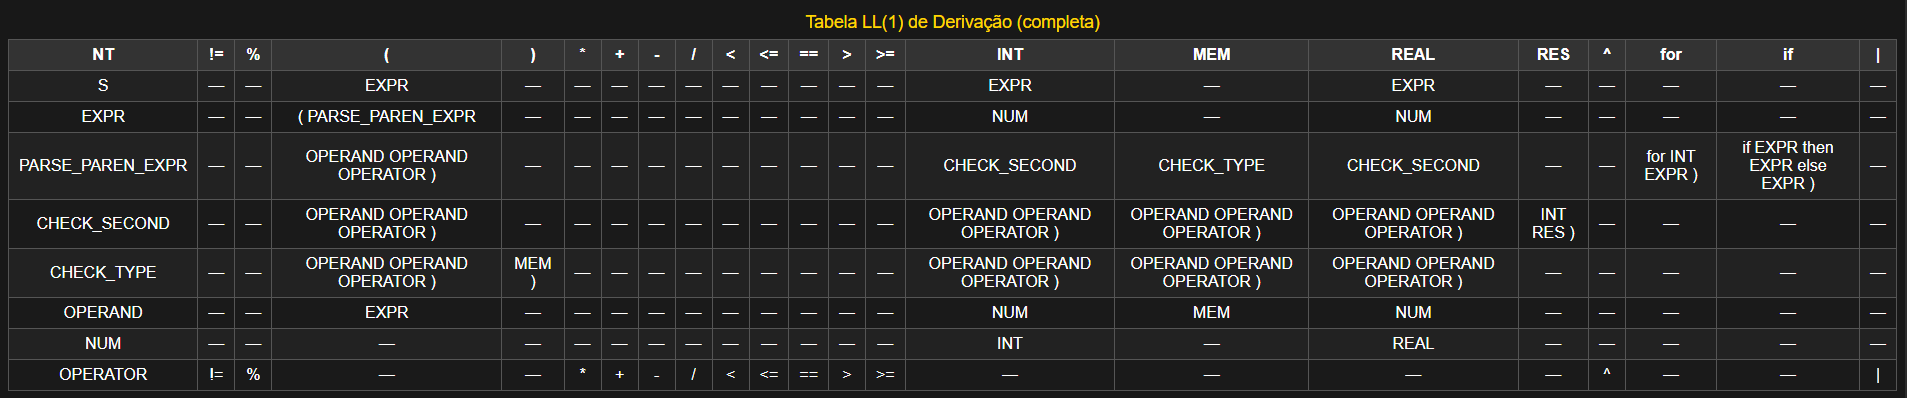 Tabela LL(1) de Derivação (completa)
NT != % ( ) * + - / < <= == > >= INT MEM REAL RES ^ for if |
S — — EXPR — — — — — — — — — — EXPR — EXPR — — — — —
EXPR — — ( PARSE_PAREN_EXPR — — — — — — — — — — NUM — NUM — — — — —
PARSE_PAREN_EXPR — — OPERAND OPERAND OPERATOR ) — — — — — — — — — — CHECK_SECOND CHECK_TYPE CHECK_SECOND — — for INT EXPR ) if EXPR then EXPR else EXPR ) —
CHECK_SECOND — — OPERAND OPERAND OPERATOR ) — — — — — — — — — — OPERAND OPERAND OPERATOR ) OPERAND OPERAND OPERATOR ) OPERAND OPERAND OPERATOR ) INT RES ) — — — —
CHECK_TYPE — — OPERAND OPERAND OPERATOR ) MEM ) — — — — — — — — — OPERAND OPERAND OPERATOR ) OPERAND OPERAND OPERATOR ) OPERAND OPERAND OPERATOR ) — — — — —
OPERAND — — EXPR — — — — — — — — — — NUM MEM NUM — — — — —
NUM — — — — — — — — — — — — — INT — REAL — — — — —
OPERATOR != % — — * + - / < <= == > >= — — — — ^ — — |